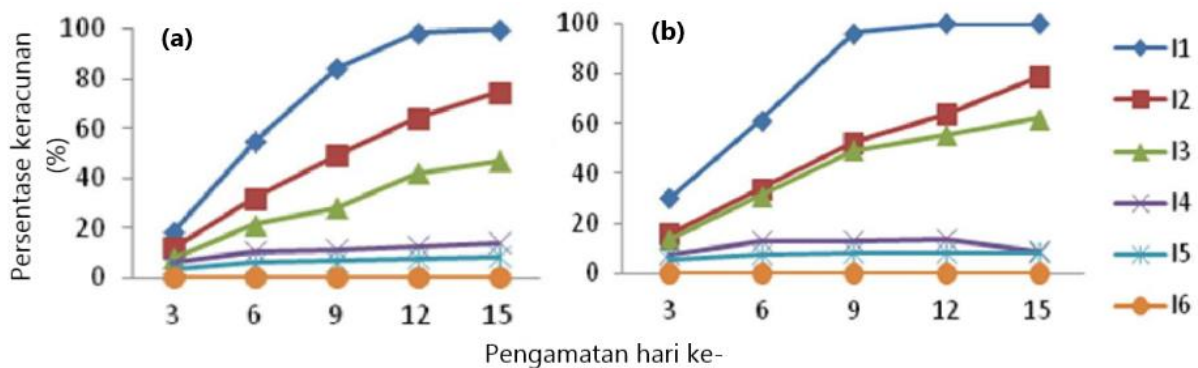 Persentase keracunan
(%)
(a)
100
80
60
40
20
0
3 6 9 12 15
(b)
100
80
60
40
20
0
3 6 9 12 15
I1
I2
I3
I4
I5
I6
Pengamatan hari ke-